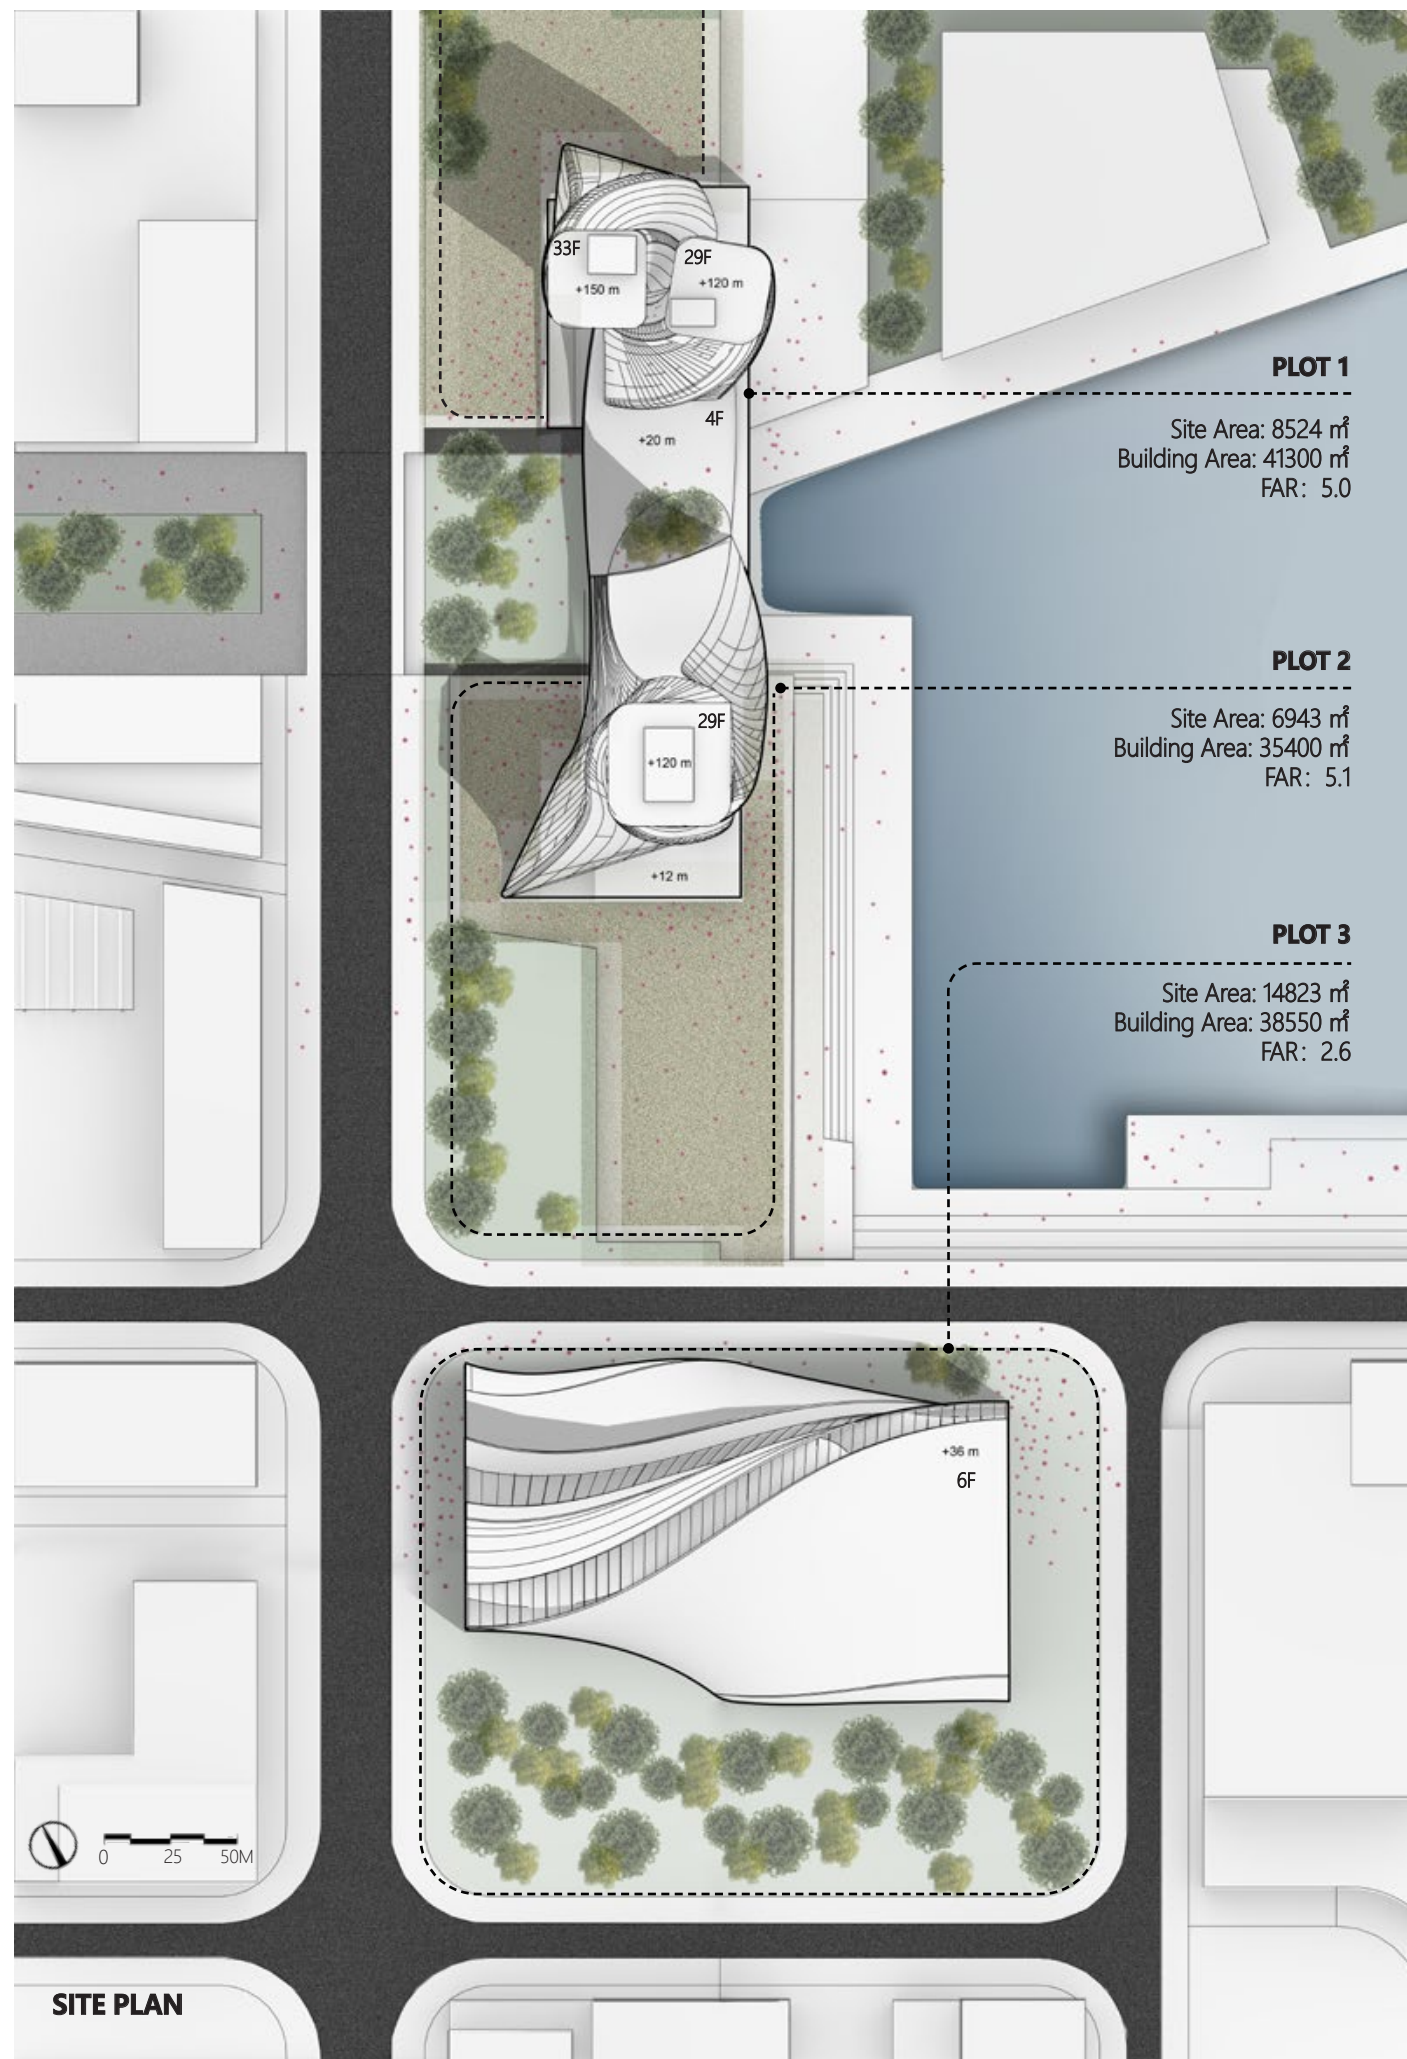 33F
+150 m
29F
+120 m
4F
+20 m
PLOT 1
Site Area: 8524 ㎡
Building Area: 41300 ㎡
FAR: 5.0
PLOT 2
Site Area: 6943 ㎡
Building Area: 35400 ㎡
FAR: 5.1
29F
+120 m
+12 m
PLOT 3
Site Area: 14823 ㎡
Building Area: 38550 ㎡
FAR: 2.6
+36 m
6F
0 25 50M
SITE PLAN